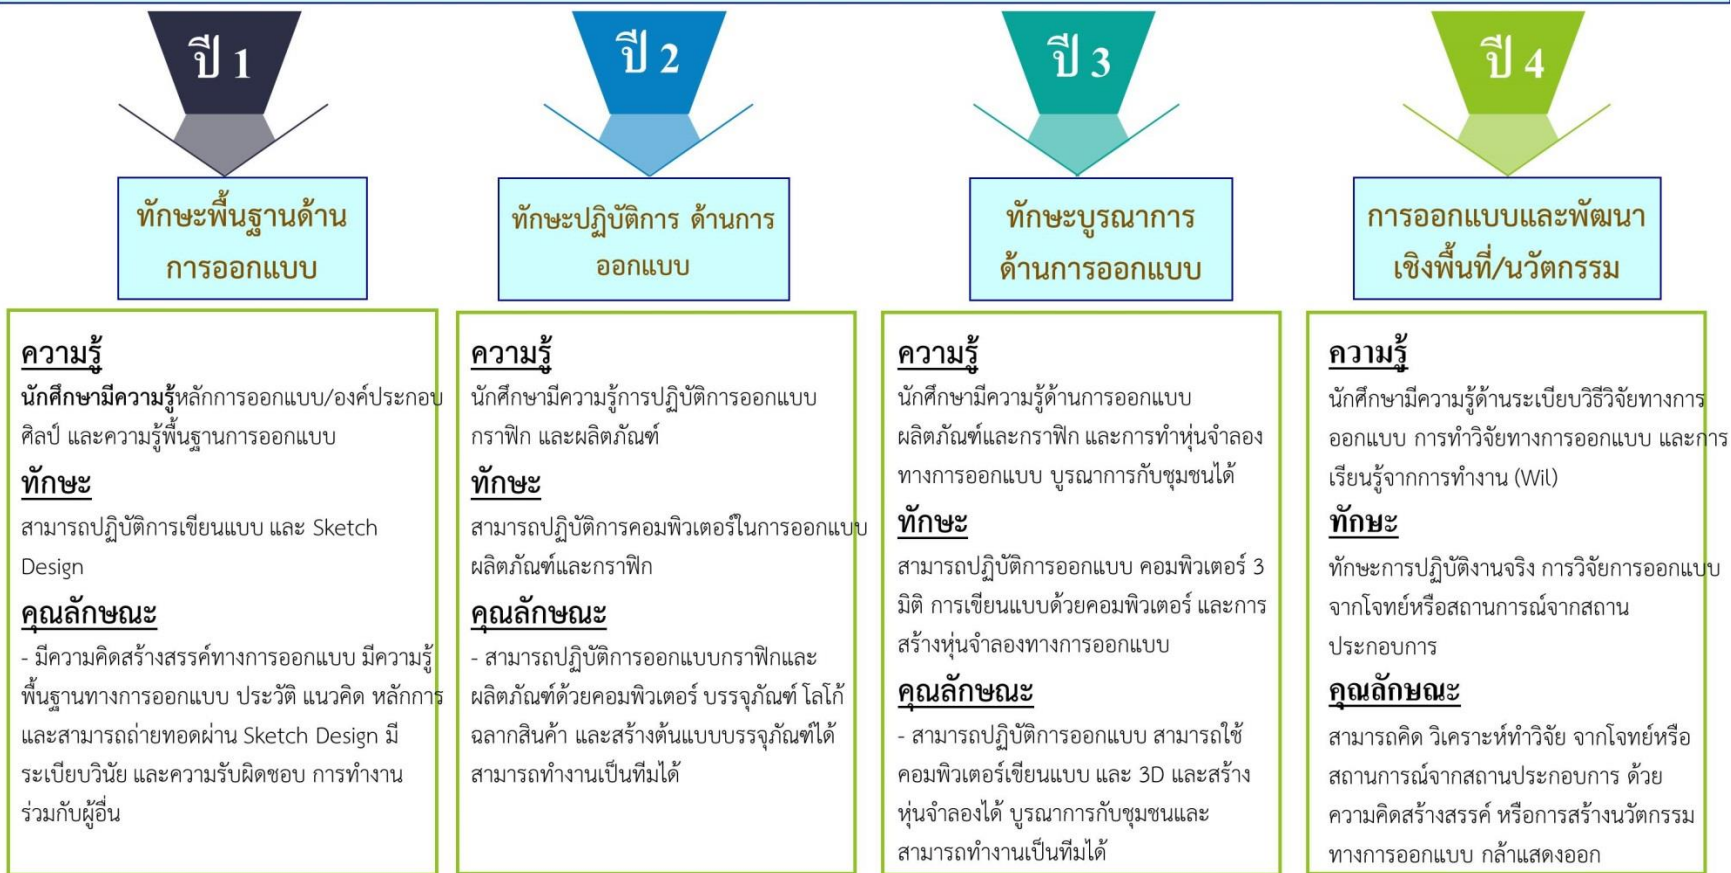 ปี 1
ทักษะพื้นฐานด้าน
การออกแบบ
ความรู้
นักศึกษามีความรู้หลักการออกแบบ/องค์ประกอบ
ศิลป์ และความรู้พื้นฐานการออกแบบ
ทักษะ
สามารถปฏิบัติการเขียนแบบ และ Sketch
Design
คุณลักษณะ
- มีความคิดสร้างสรรค์ทางการออกแบบ มีความรู้
พื้นฐานทางการออกแบบ ประวัติ แนวคิด หลักการ
และสามารถถ่ายทอดผ่าน Sketch Design มี
ระเบียบวินัย และความรับผิดชอบ การทำงาน
ร่วมกับผู้อื่น
ปี 2
ทักษะปฏิบัติการ ด้านการ
ออกแบบ
ความรู้
นักศึกษามีความรู้การปฏิบัติการออกแบบ
กราฟิก และผลิตภัณฑ์
ทักษะ
สามารถปฏิบัติการคอมพิวเตอร์ในการออกแบบ
ผลิตภัณฑ์และกราฟิก
คุณลักษณะ
- สามารถปฏิบัติการออกแบบกราฟิกและ
ผลิตภัณฑ์ด้วยคอมพิวเตอร์ บรรจุภัณฑ์ โลโก้
ฉลากสินค้า และสร้างต้นแบบบรรจุภัณฑ์ได้
สามารถทำงานเป็นทีมได้
ปี 3
ทักษะบูรณาการ
ด้านการออกแบบ
ความรู้
นักศึกษามีความรู้ด้านการออกแบบ
ผลิตภัณฑ์และกราฟิก และการทำหุ่นจำลอง
ทางการออกแบบ บูรณาการกับชุมชนได้
ทักษะ
สามารถปฏิบัติการออกแบบ คอมพิวเตอร์ 3
มิติ การเขียนแบบด้วยคอมพิวเตอร์ และการ
สร้างหุ่นจำลองทางการออกแบบ
คุณลักษณะ
- สามารถปฏิบัติการออกแบบ สามารถใช้
คอมพิวเตอร์เขียนแบบ และ 3D และสร้าง
หุ่นจำลองได้ บูรณาการกับชุมชนและ
สามารถทำงานเป็นทีมได้
ปี 4
การออกแบบและพัฒนา
เชิงพื้นที่/นวัตกรรม
ความรู้
นักศึกษามีความรู้ด้านระเบียบวิธีวิจัยทางการ
ออกแบบ การทำวิจัยทางการออกแบบ และการ
เรียนรู้จากการทำงาน (Wil)
ทักษะ
ทักษะการปฏิบัติงานจริง การวิจัยการออกแบบ
จากโจทย์หรือสถานการณ์จากสถาน
ประกอบการ
คุณลักษณะ
สามารถคิด วิเคราะห์ทำวิจัย จากโจทย์หรือ
สถานการณ์จากสถานประกอบการ ด้วย
ความคิดสร้างสรรค์ หรือการสร้างนวัตกรรม
ทางการออกแบบ กล้าแสดงออก